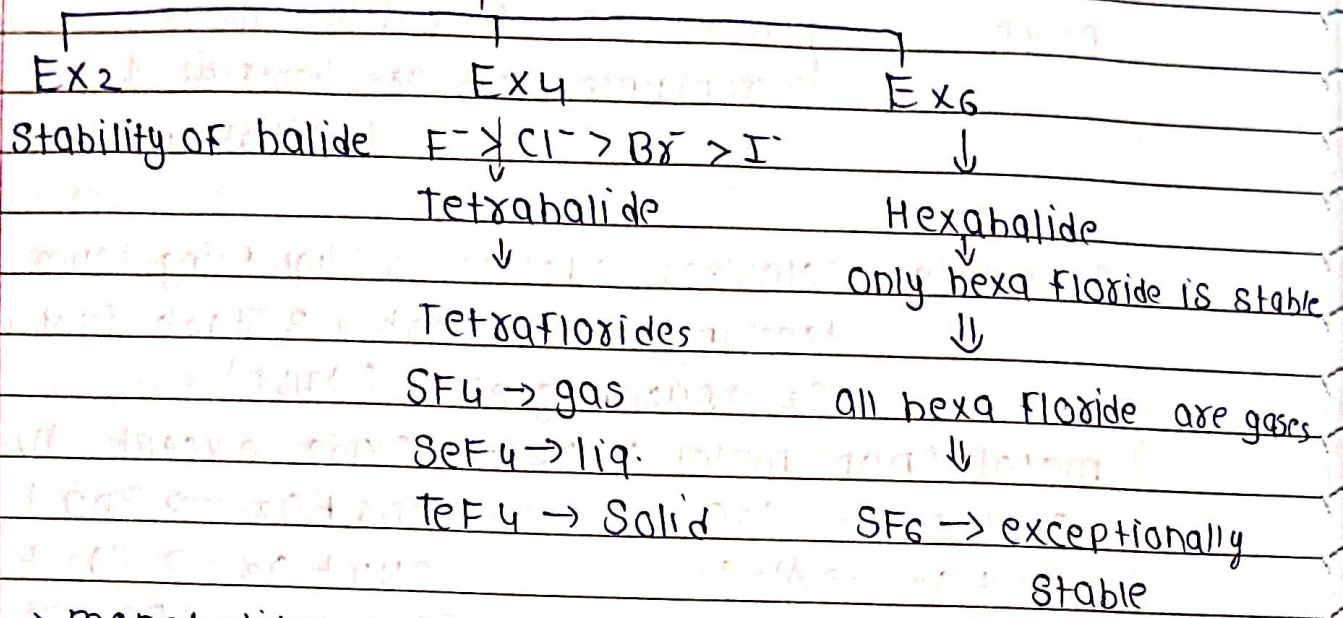 EX2 EX4 EX6
Stability of halide F⁻ > Cl⁻ > Br⁻ > I⁻ ↓
↓
Tetrahalide Hexahalide
↓ ↓
only hexa floride is stable
Tetraflorides ⇓
SF4 → gas all hexa floride are gases
SeF4 → liq. ⇓
TeF4 → Solid SF6 → exceptionally
Stable